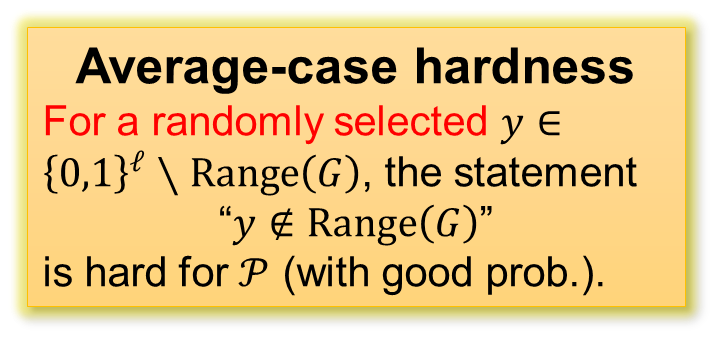 Average-case hardness
For a randomly selected 𝑦 ∈
{0,1}^ℓ \ Range(𝐺), the statement
“𝑦 ∉ Range(𝐺)”
is hard for 𝒫 (with good prob.).